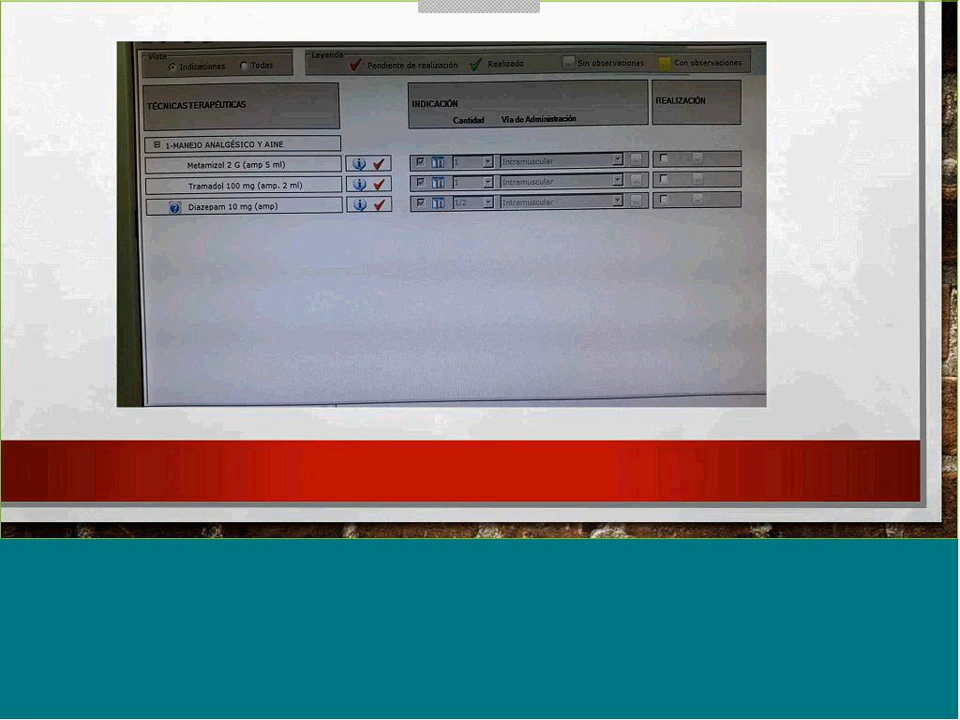 Vista
Indicaciones Todas
Leyenda
Pendiente de realización Realizado Sin observaciones Con observaciones
TÉCNICAS TERAPÉUTICAS
INDICACIÓN
Cantidad Vía de Administración
REALIZACIÓN
1-MANEJO ANALGÉSICO Y AINE
Metamizol 2 G (amp 5 ml) 1 Intramuscular
Tramadol 100 mg (amp. 2 ml) 1 Intramuscular
Diazepam 10 mg (amp) 1/2 Intramuscular